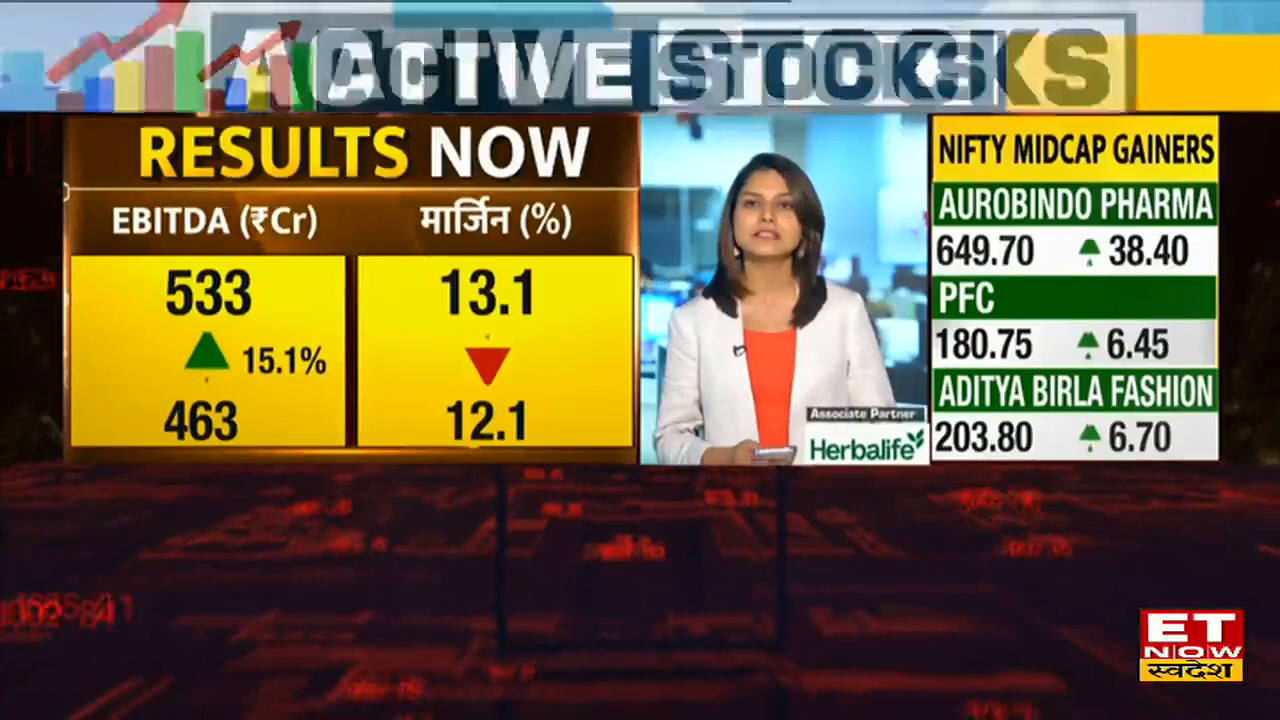 ACTIVE STOCKS
RESULTS NOW
EBITDA (₹Cr)
मार्जिन (%)
533
13.1
15.1%
463
12.1
NIFTY MIDCAP GAINERS
AUROBINDO PHARMA
649.70 38.40
PFC
180.75 6.45
ADITYA BIRLA FASHION
203.80 6.70
Associate Partner
Herbalife
ET
NOW
स्वदेश